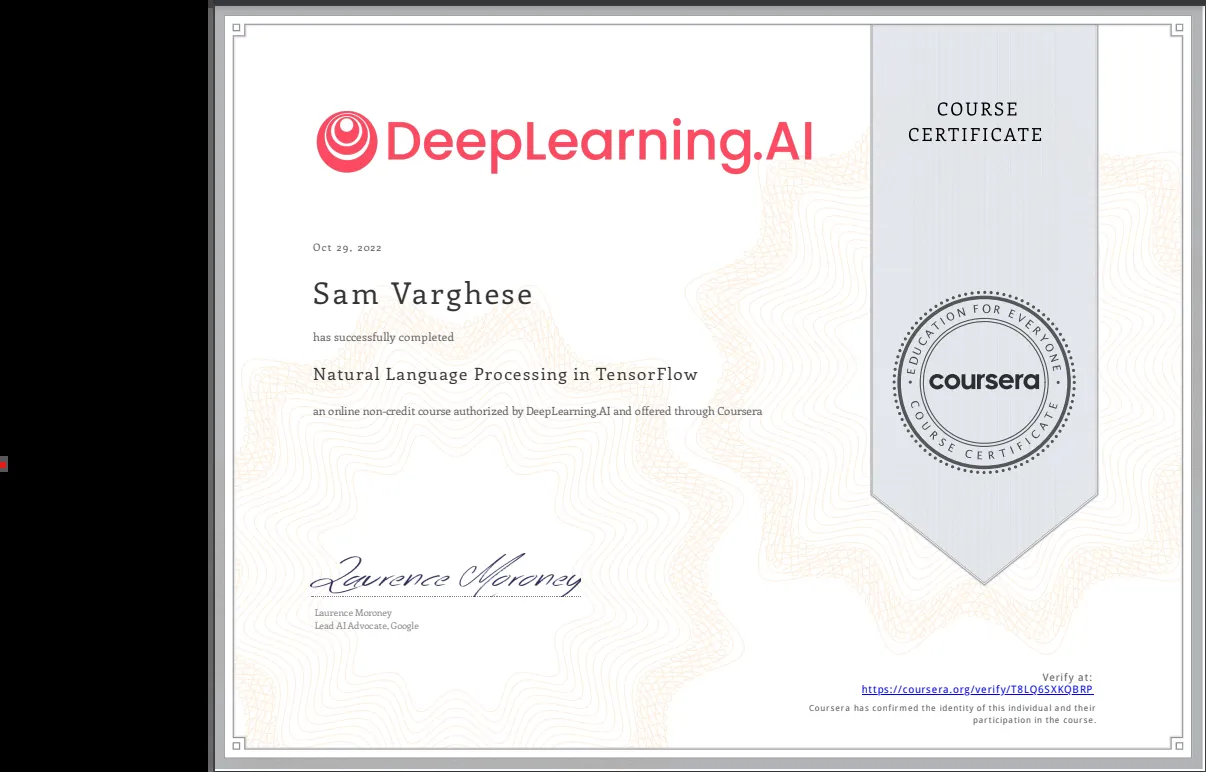 DeepLearning.AI
COURSE
CERTIFICATE
Oct 29, 2022
Sam Varghese
has successfully completed
Natural Language Processing in TensorFlow
an online non-credit course authorized by DeepLearning.AI and offered through Coursera
EDUCATION FOR EVERYONE
coursera
COURSE CERTIFICATE
Laurence Moroney
Laurence Moroney
Lead AI Advocate, Google
Verify at:
https://coursera.org/verify/T8LQ6SXKQBRP
Coursera has confirmed the identity of this individual and their
participation in the course.